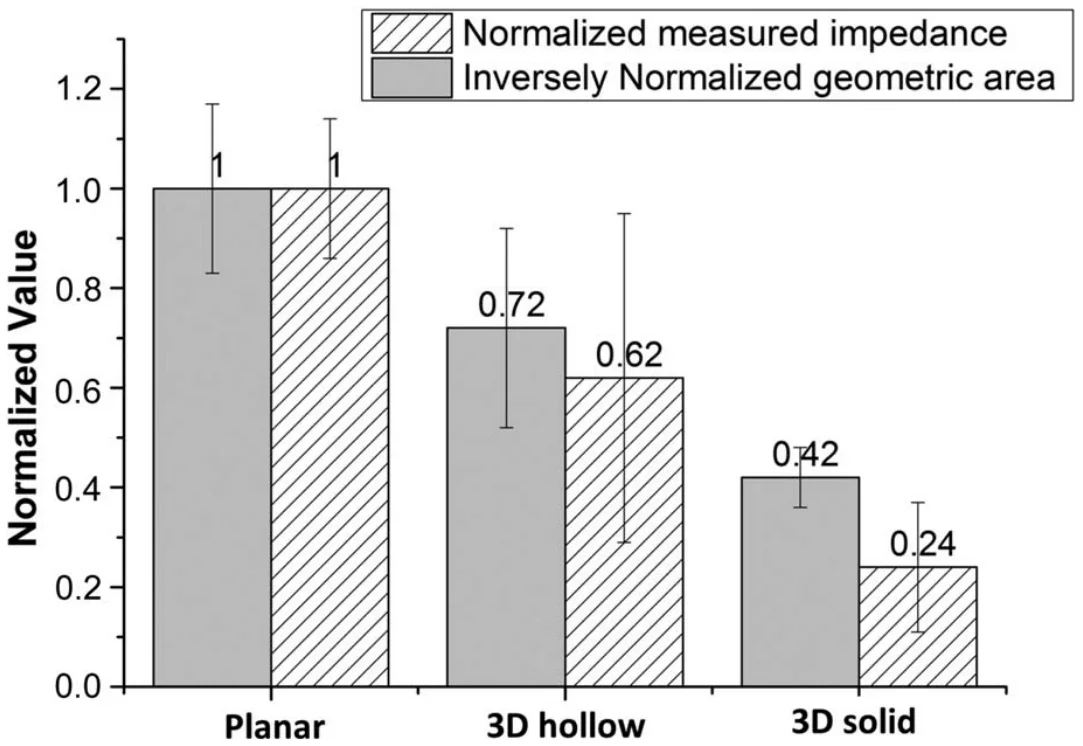 Normalized measured impedance
Inversely Normalized geometric area
Normalized Value
1.2
1.0
0.8
0.6
0.4
0.2
0.0
1
1
0.72
0.62
0.42
0.24
Planar
3D hollow
3D solid